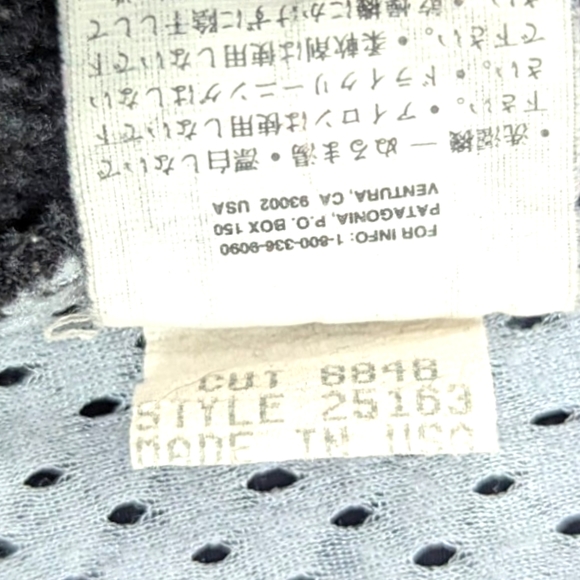 FOR INFO: 1-800-336-9090
PATAGONIA, P.O. BOX 150
VENTURA, CA 93002 USA
• 洗濯機 — ぬるま湯 • 漂白しないで
下さい。• アイロンは使用しないで下
さい。• ドライクリーニングはしない
で下さい。• 柔軟剤は使用しないで下
さい。• 乾燥機にかけずに陰干しして
CUT 6848
STYLE 25163
MADE IN USA